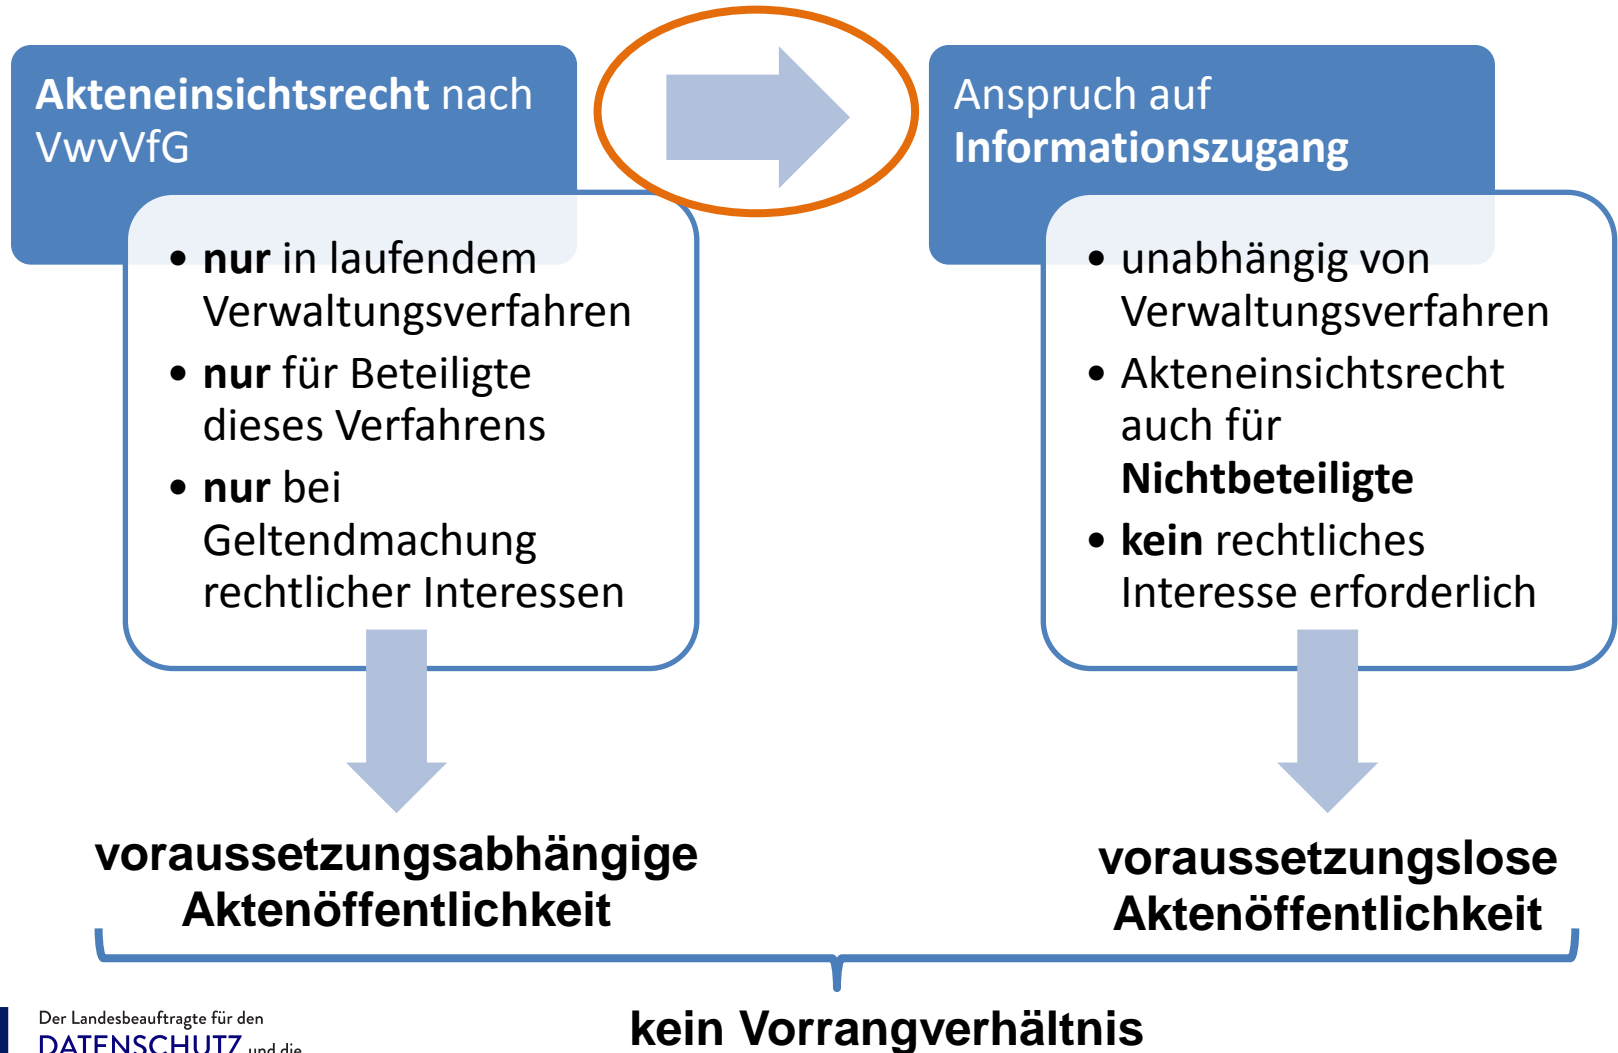 Akteneinsichtsrecht nach
VwvVfG
• nur in laufendem
Verwaltungsverfahren
• nur für Beteiligte
dieses Verfahrens
• nur bei
Geltendmachung
rechtlicher Interessen
voraussetzungsabhängige
Aktenöffentlichkeit
Anspruch auf
Informationszugang
• unabhängig von
Verwaltungsverfahren
• Akteneinsichtsrecht
auch für
Nichtbeteiligte
• kein rechtliches
Interesse erforderlich
voraussetzungslose
Aktenöffentlichkeit
kein Vorrangverhältnis
Der Landesbeauftragte für den
DATENSCHUTZ und die